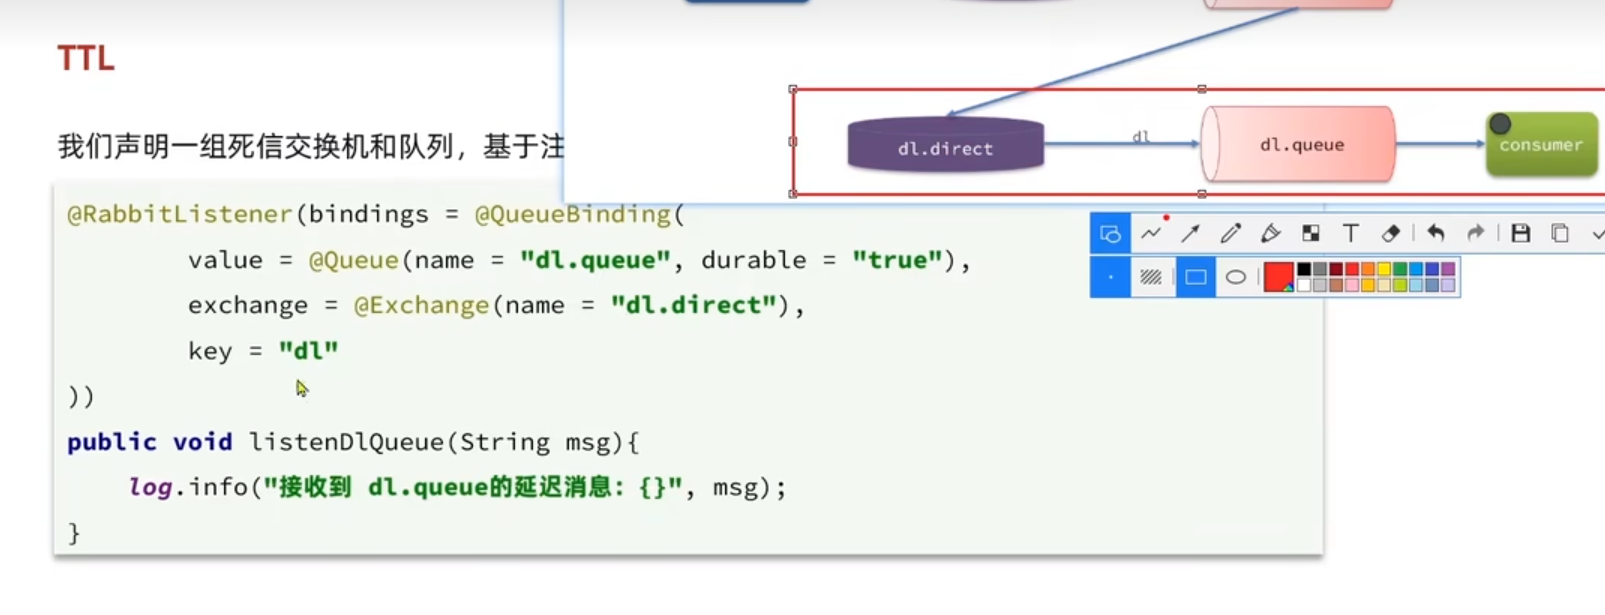 TTL
我们声明一组死信交换机和队列，基于注
dl.direct
dl
dl.queue
consumer
@RabbitListener(bindings = @QueueBinding(
value = @Queue(name = "dl.queue", durable = "true"),
exchange = @Exchange(name = "dl.direct"),
key = "dl"
))
public void listenDlQueue(String msg){
log.info("接收到 dl.queue的延迟消息: {}", msg);
}
T